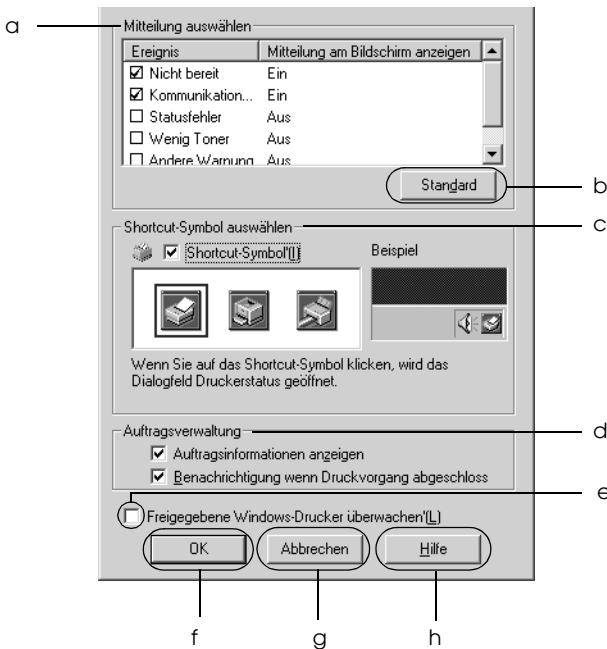 a
Mitteilung auswählen
Ereignis Mitteilung am Bildschirm anzeigen
Nicht bereit Ein
Kommunikation... Ein
Statusfehler Aus
Wenig Toner Aus
Andere Warnung Aus
Standard
b
Shortcut-Symbol auswählen
c
Shortcut-Symbol'(I)
Beispiel
Wenn Sie auf das Shortcut-Symbol klicken, wird das
Dialogfeld Druckerstatus geöffnet.
Auftragsverwaltung
d
Auftragsinformationen anzeigen
Benachrichtigung wenn Druckvorgang abgeschloss
e
Freigegebene Windows-Drucker überwachen'(L)
OK Abbrechen Hilfe
f g h